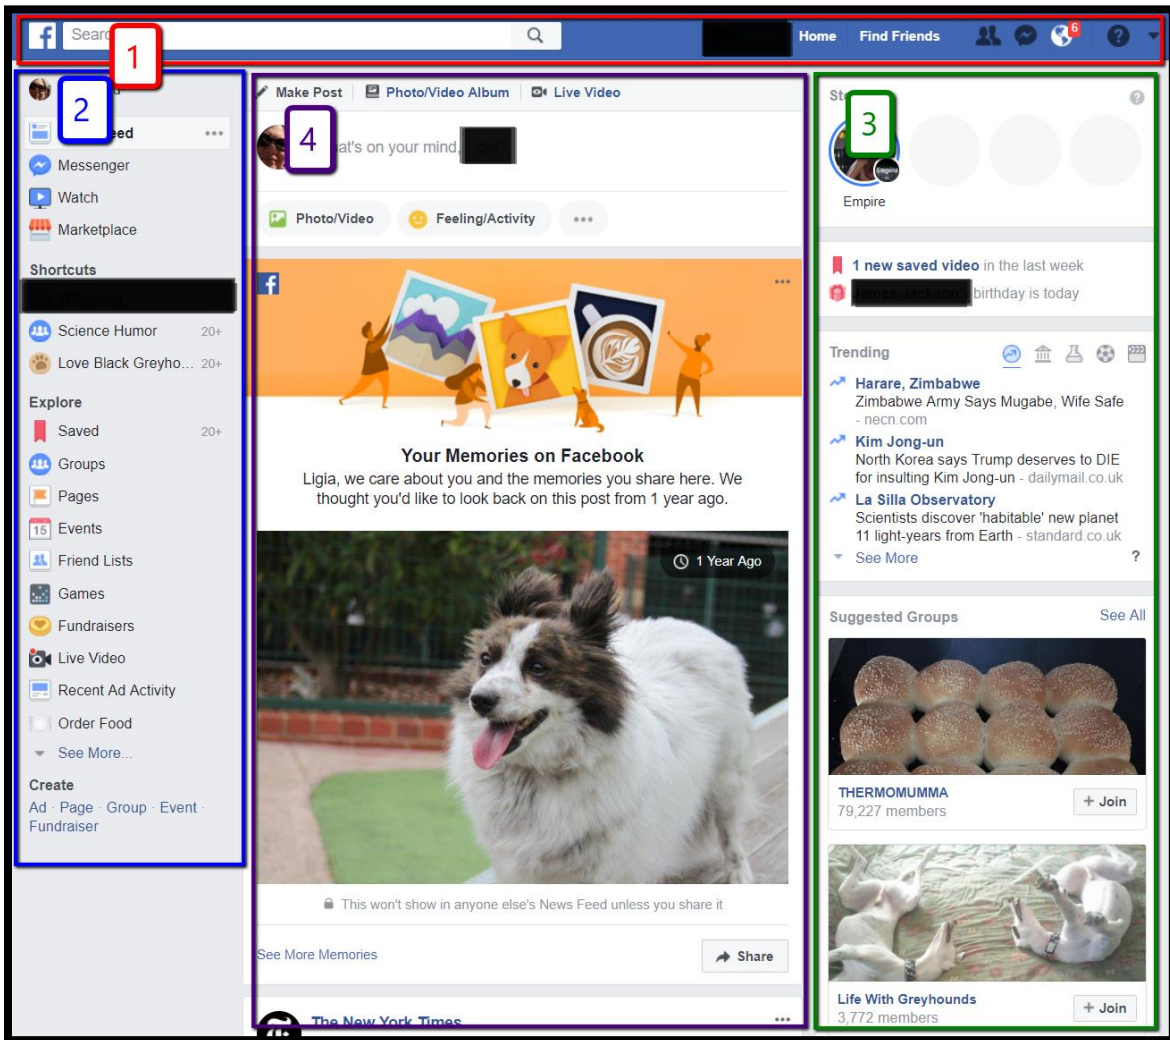 Sear
1
Home Find Friends
6
?
2
eed
Messenger
Watch
Marketplace
Shortcuts
Science Humor 20+
Love Black Greyho... 20+
Explore
Saved 20+
Groups
Pages
15 Events
Friend Lists
Games
Fundraisers
Live Video
Recent Ad Activity
Order Food
See More...
Create
Ad · Page · Group · Event ·
Fundraiser
Make Post Photo/Video Album Live Video
4
at's on your mind,
Photo/Video Feeling/Activity
Your Memories on Facebook
Ligia, we care about you and the memories you share here. We
thought you'd like to look back on this post from 1 year ago.
1 Year Ago
This won't show in anyone else's News Feed unless you share it
See More Memories Share
The New York Times
St
3
?
Empire
1 new saved video in the last week
birthday is today
Trending
Harare, Zimbabwe
Zimbabwe Army Says Mugabe, Wife Safe
- necn.com
Kim Jong-un
North Korea says Trump deserves to DIE
for insulting Kim Jong-un - dailymail.co.uk
La Silla Observatory
Scientists discover 'habitable' new planet
11 light-years from Earth - standard.co.uk
See More ?
Suggested Groups See All
THERMOMUMMA
79,227 members
+ Join
Life With Greyhounds
3,772 members
+ Join